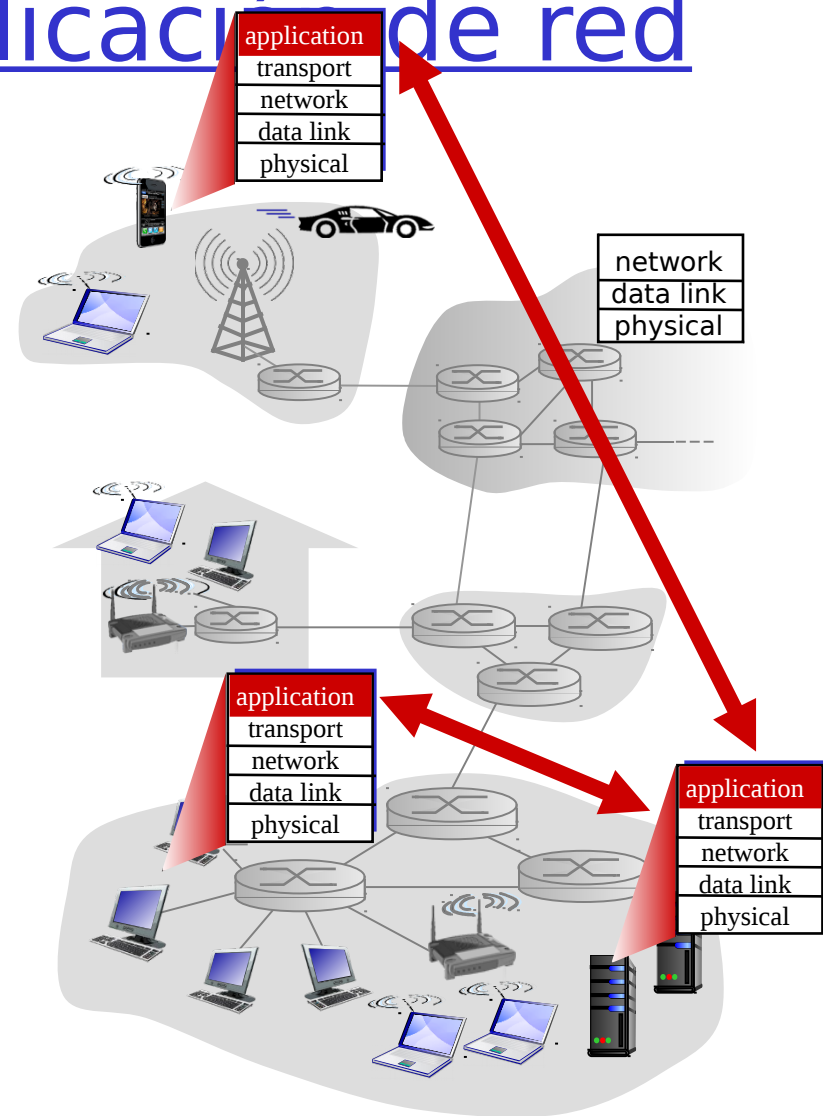 de red
application
transport
network
data link
physical
network
data link
physical
application
transport
network
data link
physical
application
transport
network
data link
physical